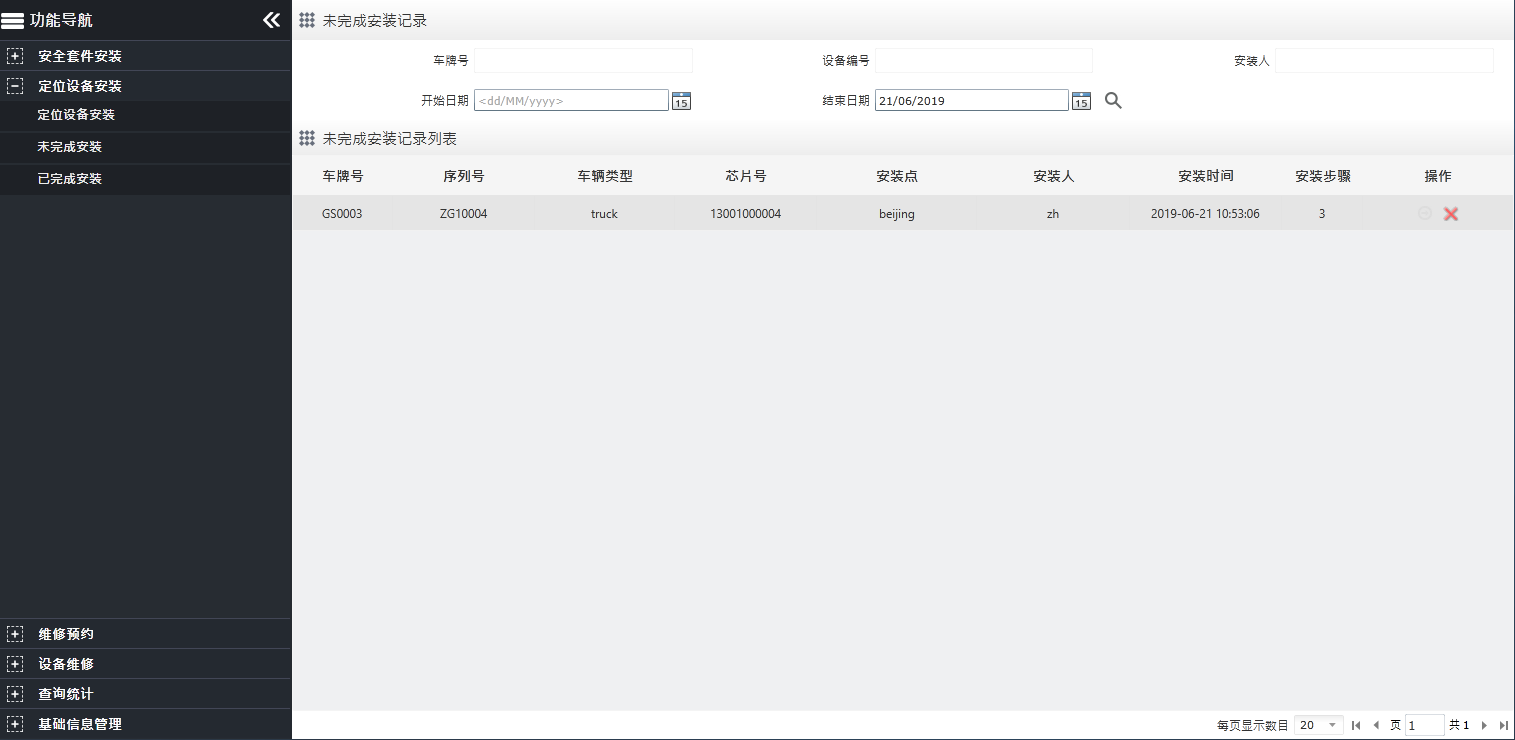 功能导航
安全套件安装
定位设备安装
定位设备安装
未完成安装
已完成安装
维修预约
设备维修
查询统计
基础信息管理
未完成安装记录
车牌号 设备编号 安装人
开始日期 <dd/MM/yyyy> 15 结束日期 21/06/2019 15
未完成安装记录列表
车牌号 序列号 车辆类型 芯片号 安装点 安装人 安装时间 安装步骤 操作
GS0003 ZG10004 truck 13001000004 beijing zh 2019-06-21 10:53:06 3
每页显示数目 20 页 1 共 1